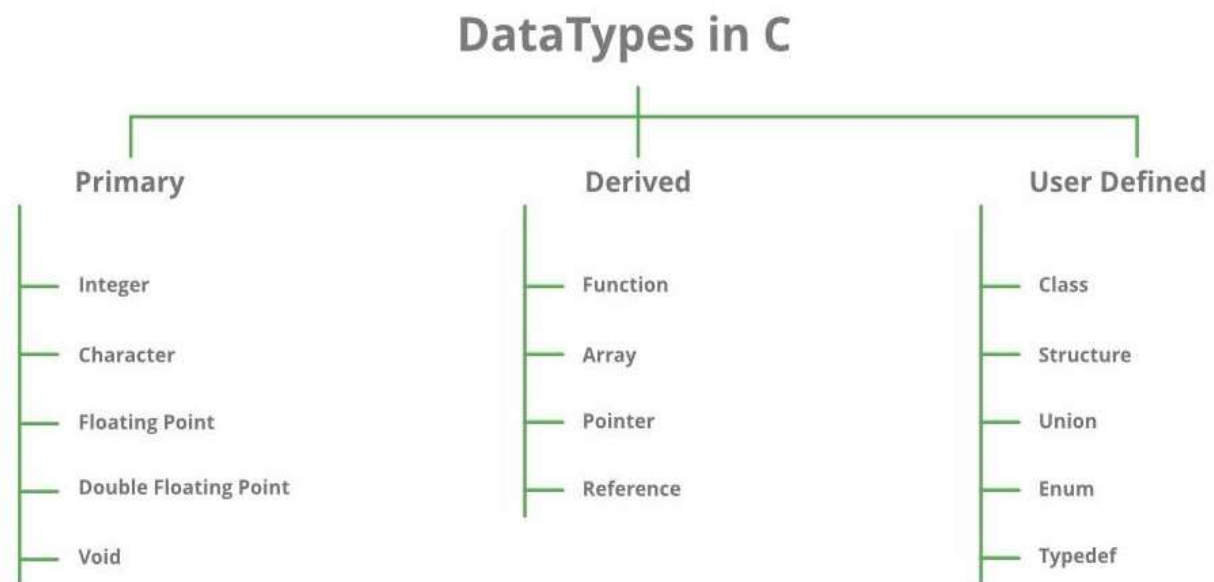 DataTypes in C
Primary
Integer
Character
Floating Point
Double Floating Point
Void
Derived
Function
Array
Pointer
Reference
User Defined
Class
Structure
Union
Enum
Typedef